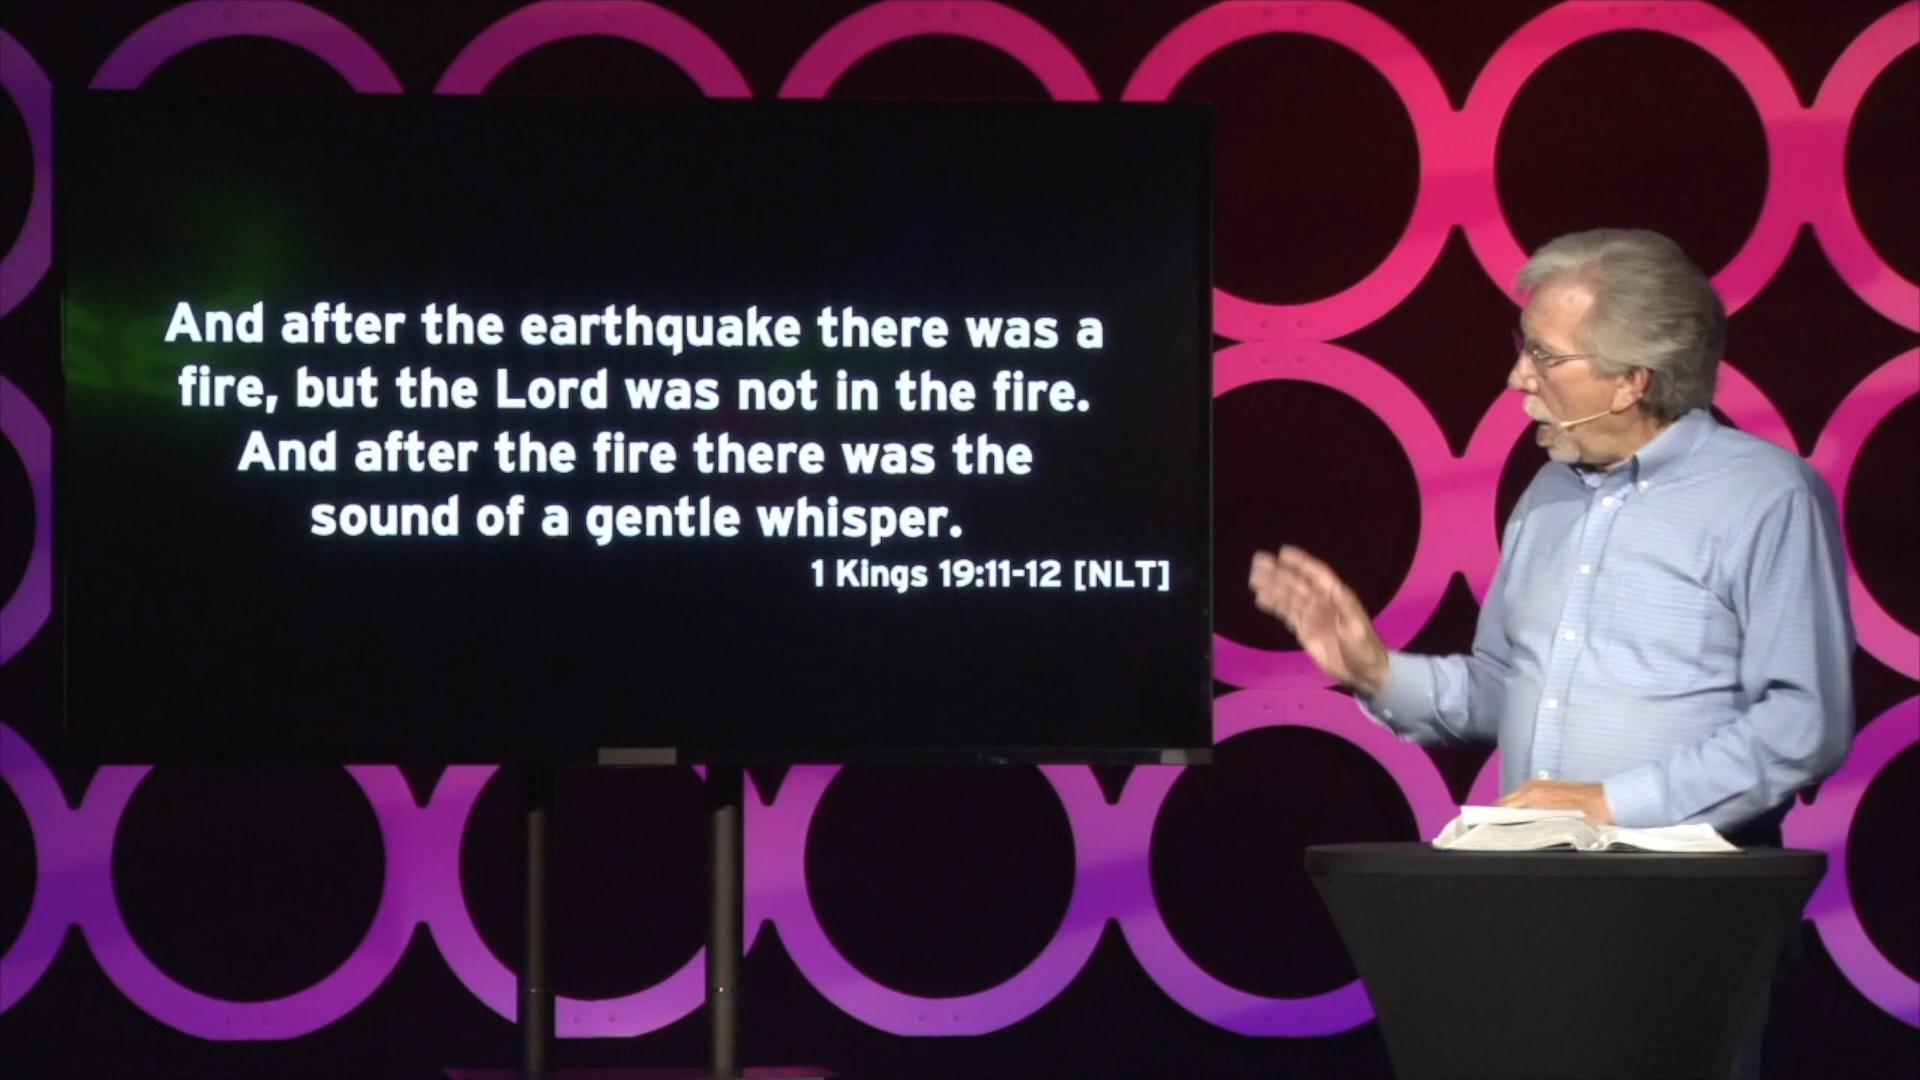 And after the earthquake there was a
fire, but the Lord was not in the fire.
And after the fire there was the
sound of a gentle whisper.
1 Kings 19:11-12 [NLT]